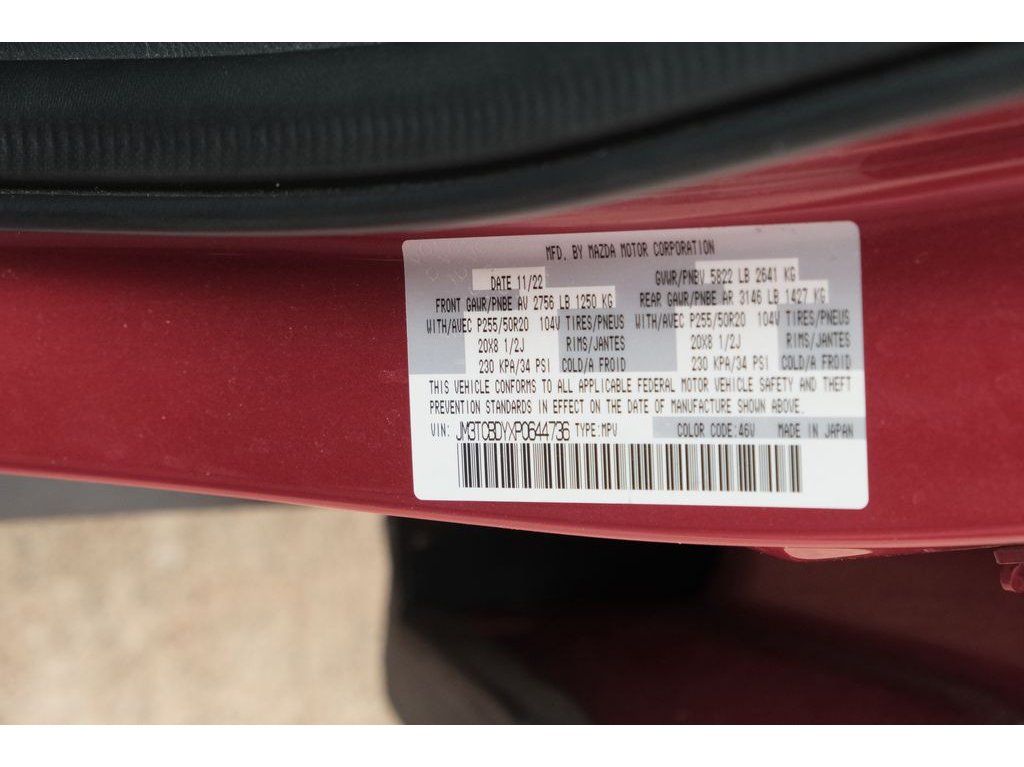 MFD. BY MAZDA MOTOR CORPORATION
DATE 11/22 GVWR/PNBV 5822 LB 2641 KG
FRONT GAWR/PNBE AV 2756 LB 1250 KG REAR GAWR/PNBE AR 3146 LB 1427 KG
WITH/AVEC P255/50R20 104V TIRES/PNEUS WITH/AVEC P255/50R20 104V TIRES/PNEUS
20X8 1/2J RIMS/JANTES 20X8 1/2J RIMS/JANTES
230 KPA/34 PSI COLD/A FROID 230 KPA/34 PSI COLD/A FROID
THIS VEHICLE CONFORMS TO ALL APPLICABLE FEDERAL MOTOR VEHICLE SAFETY AND THEFT
PREVENTION STANDARDS IN EFFECT ON THE DATE OF MANUFACTURE SHOWN ABOVE.
VIN: JM3TCBDYXP0644736 TYPE:MPV COLOR CODE:46V MADE IN JAPAN